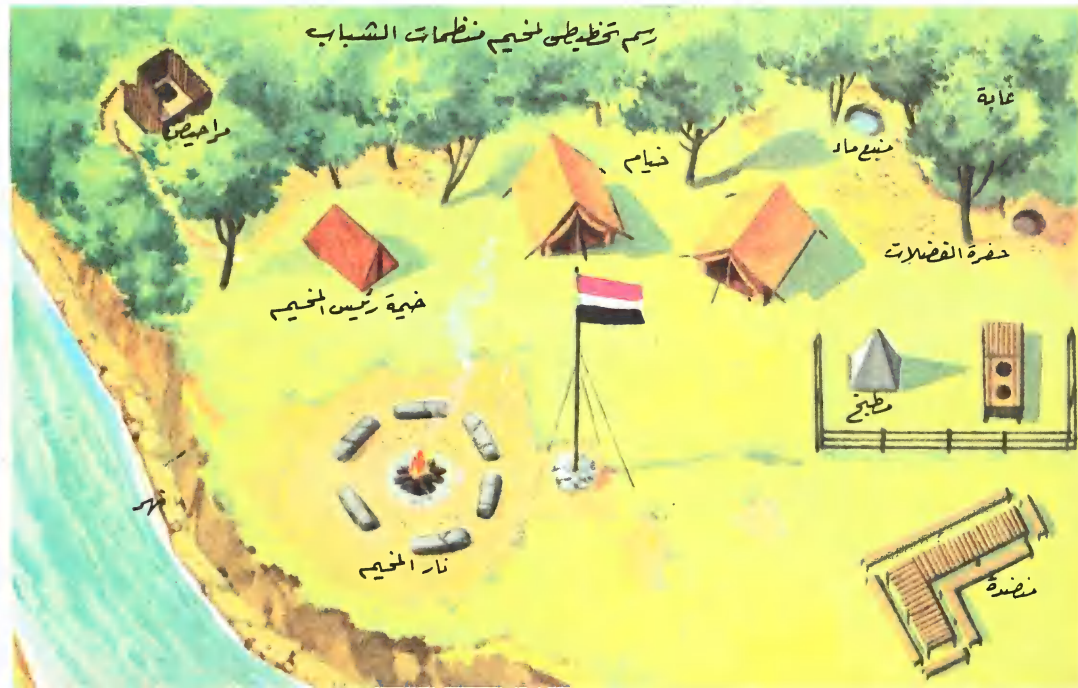 رسم تخطيطى لمخيم منظمات الشباب
غابة
مراحيض
منبع ماء
خيام
حفرة الفضلات
خيمة رئيس المخيم
مطبخ
نهر
نار المخيم
منضدة